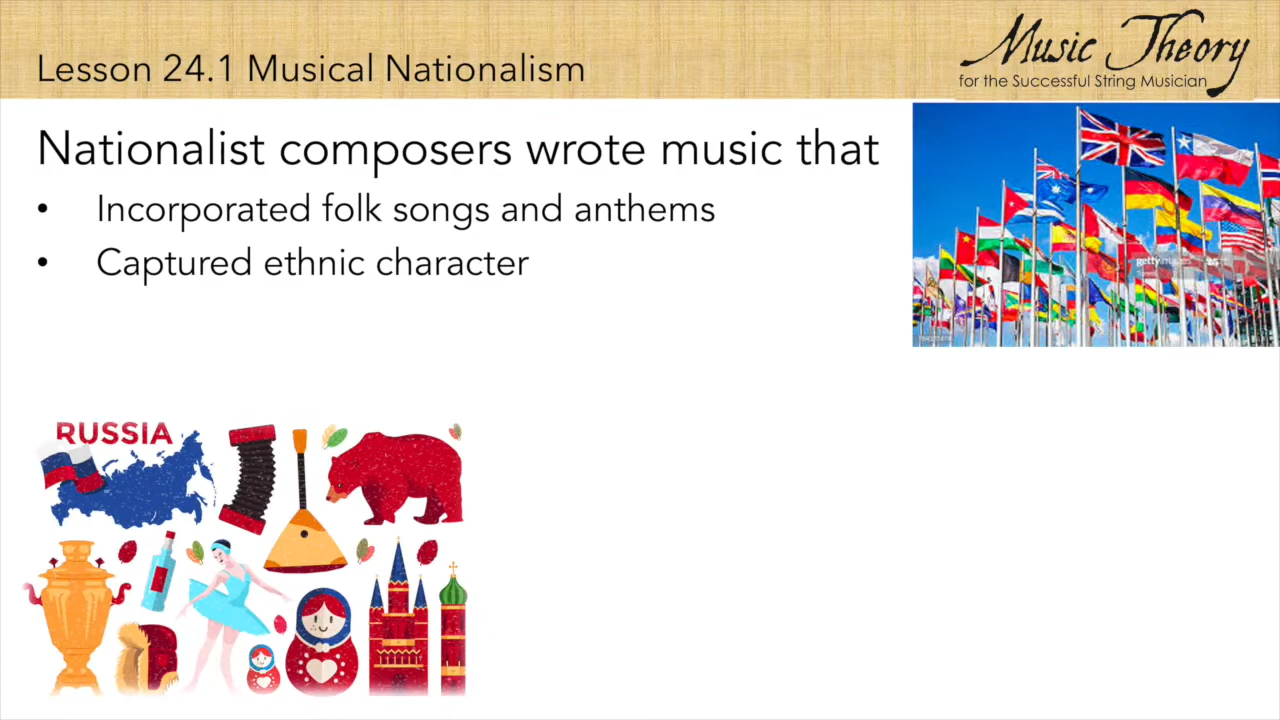 Lesson 24.1 Musical Nationalism
Music Theory
for the Successful String Musician
Nationalist composers wrote music that
• Incorporated folk songs and anthems
• Captured ethnic character
gettyimages
RUSSIA